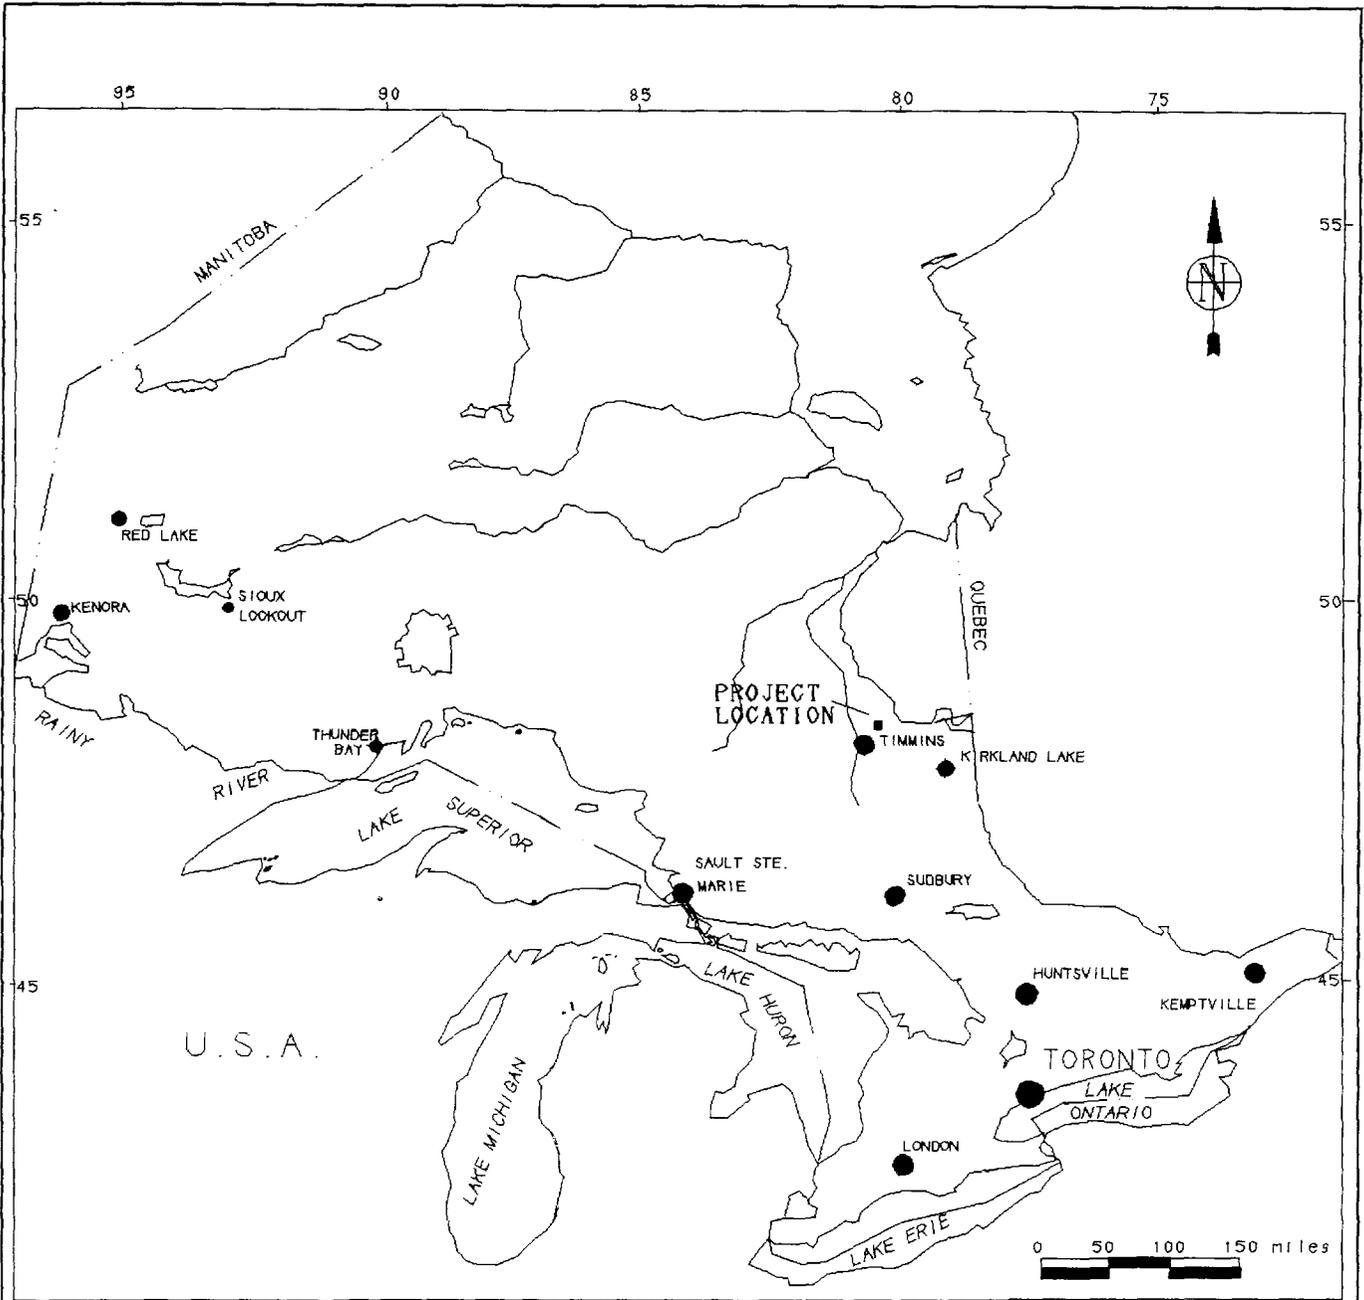 95 90 85 80 75
55 55
MANITOBA
N
RED LAKE
50 50
KENORA
SIOUX
LOOKOUT
QUEBEC
PROJECT
LOCATION
RAINY
RIVER
THUNDER
BAY
TIMMINS
K RKLAND LAKE
LAKE
SUPERIOR
SAULT STE.
MARIE
SUDBURY
LAKE
HURON
HUNTSVILLE
45 45
KEMPTVILLE
U.S.A.
TORONTO
LAKE
ONTARIO
LAKE MICHIGAN
LONDON
LAKE ERIE
0 50 100 150 miles